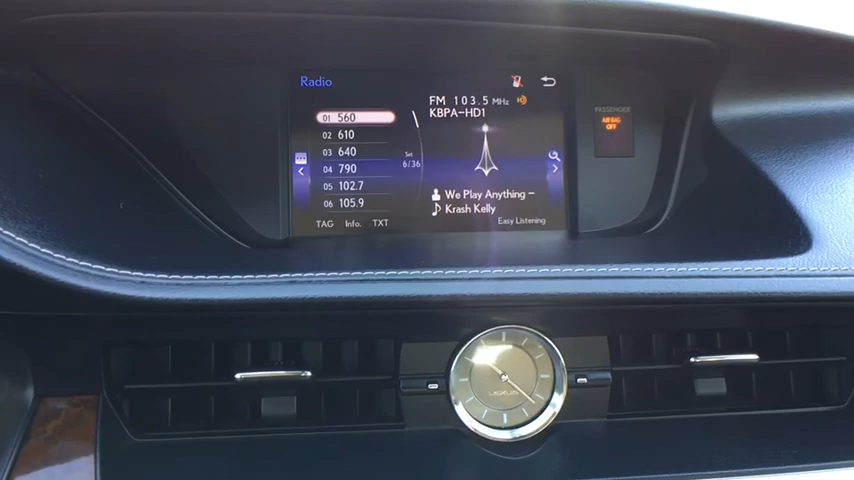 Radio
FM 103.5 MHz
KBPA-HD1
01 560
02 610
03 640
04 790
05 102.7
06 105.9
Set
6/36
We Play Anything -
Krash Kelly
Easy Listening
TAG Info. TXT
PASSENGER
AIR BAG
OFF
LEXUS